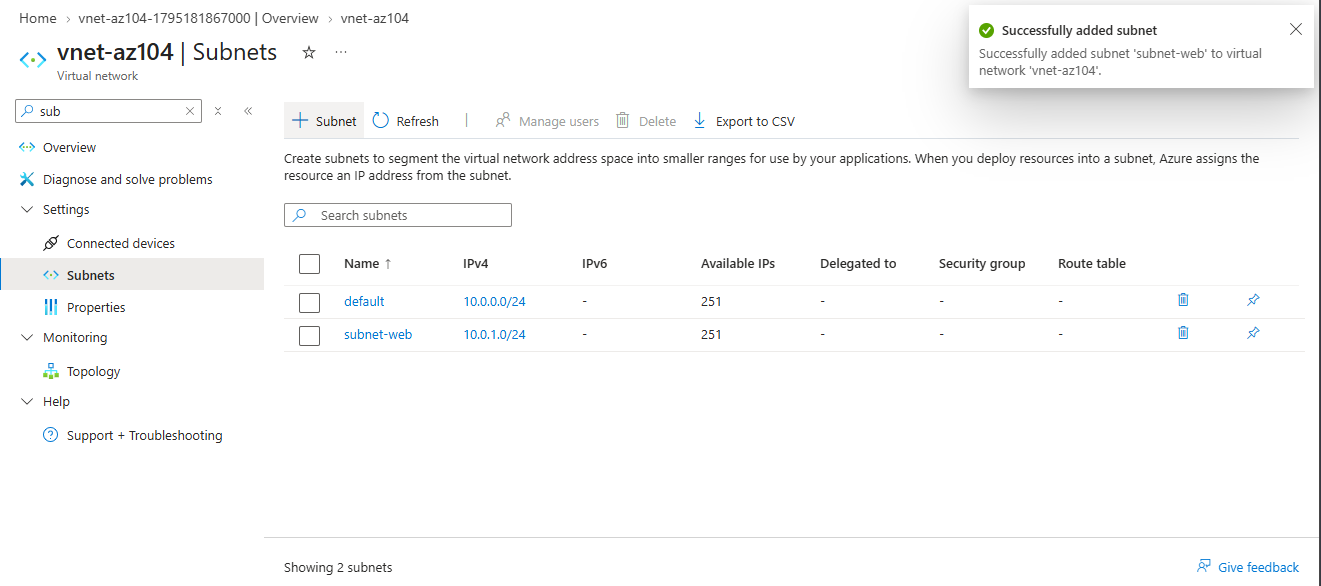 Home > vnet-az104-1795181867000 | Overview > vnet-az104
vnet-az104 | Subnets
Virtual network
Successfully added subnet
Successfully added subnet 'subnet-web' to virtual
network 'vnet-az104'.
sub
Overview
Diagnose and solve problems
Settings
Connected devices
Subnets
Properties
Monitoring
Topology
Help
Support + Troubleshooting
+ Subnet Refresh | Manage users Delete Export to CSV
Create subnets to segment the virtual network address space into smaller ranges for use by your applications. When you deploy resources into a subnet, Azure assigns the
resource an IP address from the subnet.
Search subnets
Name ↑ IPv4 IPv6 Available IPs Delegated to Security group Route table
default 10.0.0.0/24 - 251 - - -
subnet-web 10.0.1.0/24 - 251 - - -
Showing 2 subnets
Give feedback